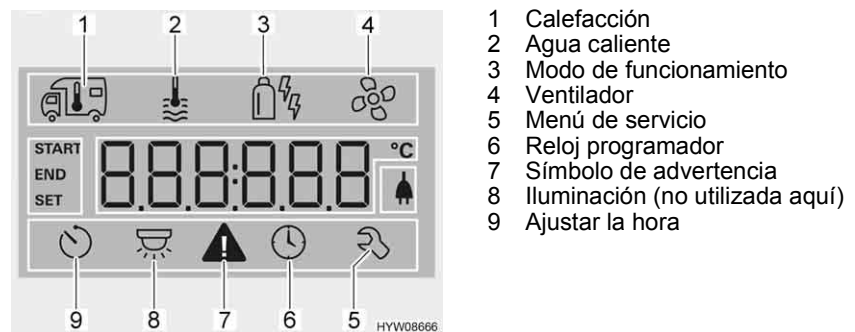 1 2 3 4
START
END
SET
88:8888
°C
9 8 7 6 5
HYW08666
1 Calefacción
2 Agua caliente
3 Modo de funcionamiento
4 Ventilador
5 Menú de servicio
6 Reloj programador
7 Símbolo de advertencia
8 Iluminación (no utilizada aquí)
9 Ajustar la hora